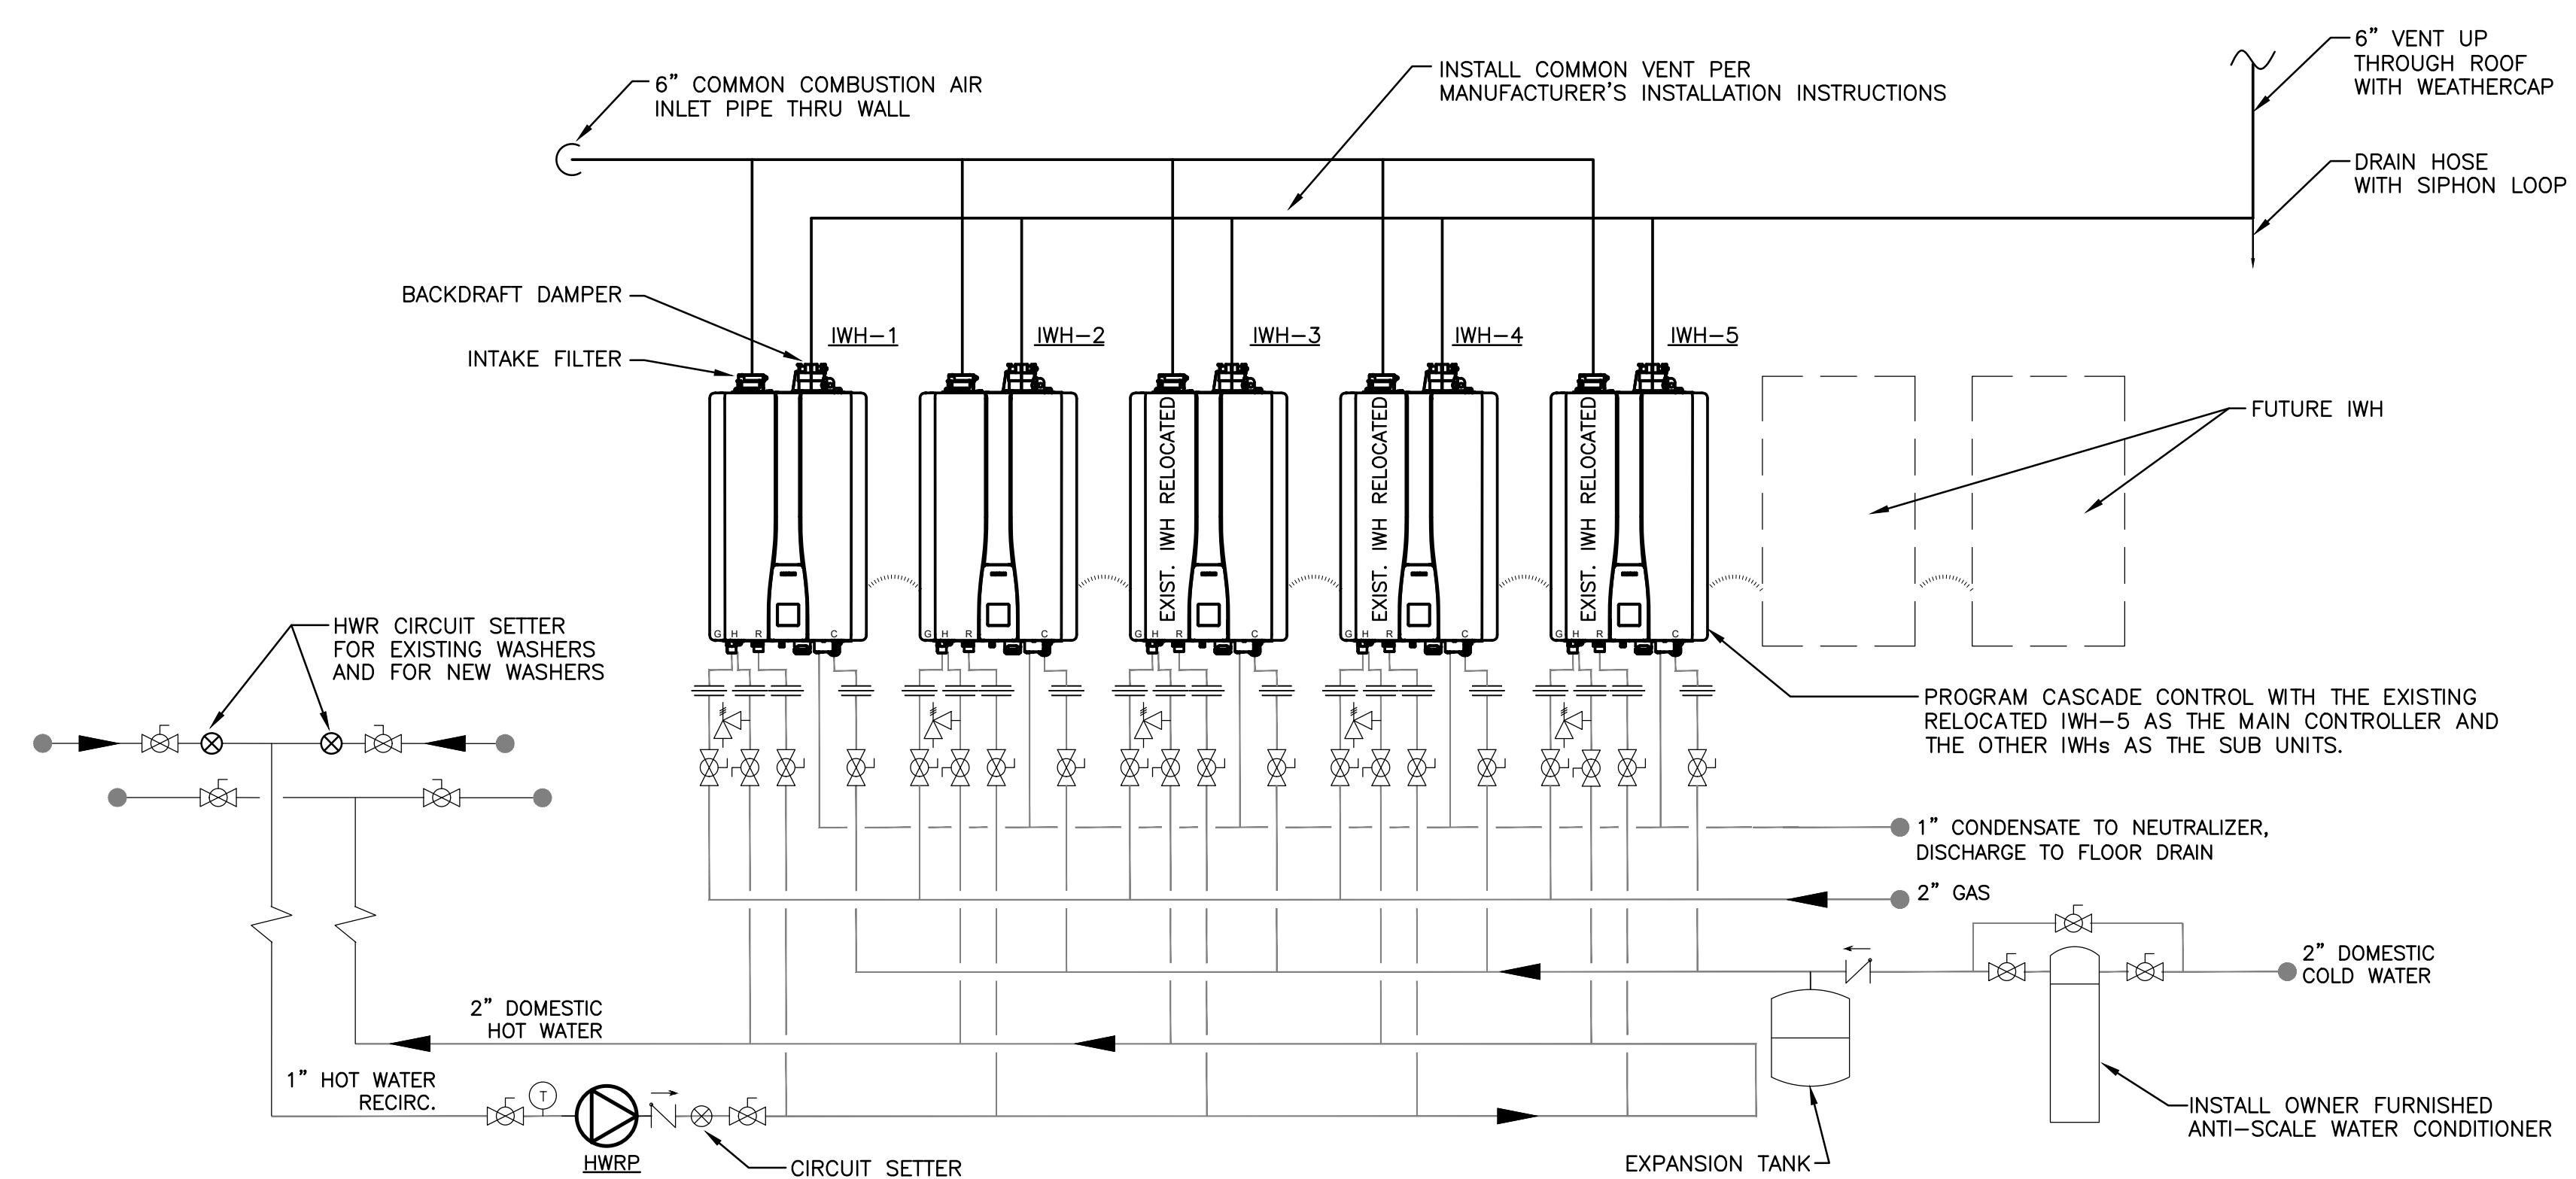 6” VENT UP
THROUGH ROOF
WITH WEATHERCAP
INSTALL COMMON VENT PER
MANUFACTURER’S INSTALLATION INSTRUCTIONS
6” COMMON COMBUSTION AIR
INLET PIPE THRU WALL
DRAIN HOSE
WITH SIPHON LOOP
BACKDRAFT DAMPER
INTAKE FILTER
IWH–1
IWH–2
IWH–3
IWH–4
IWH–5
EXIST. IWH RELOCATED
EXIST. IWH RELOCATED
EXIST. IWH RELOCATED
FUTURE IWH
G H R C
G H R C
G H R C
G H R C
G H R C
HWR CIRCUIT SETTER
FOR EXISTING WASHERS
AND FOR NEW WASHERS
PROGRAM CASCADE CONTROL WITH THE EXISTING
RELOCATED IWH–5 AS THE MAIN CONTROLLER AND
THE OTHER IWHs AS THE SUB UNITS.
1” CONDENSATE TO NEUTRALIZER,
DISCHARGE TO FLOOR DRAIN
2” GAS
2” DOMESTIC
COLD WATER
2” DOMESTIC
HOT WATER
1” HOT WATER
RECIRC.
T
HWRP
CIRCUIT SETTER
EXPANSION TANK
INSTALL OWNER FURNISHED
ANTI–SCALE WATER CONDITIONER